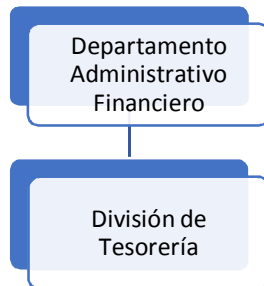 Departamento
Administrativo
Financiero
División de
Tesorería